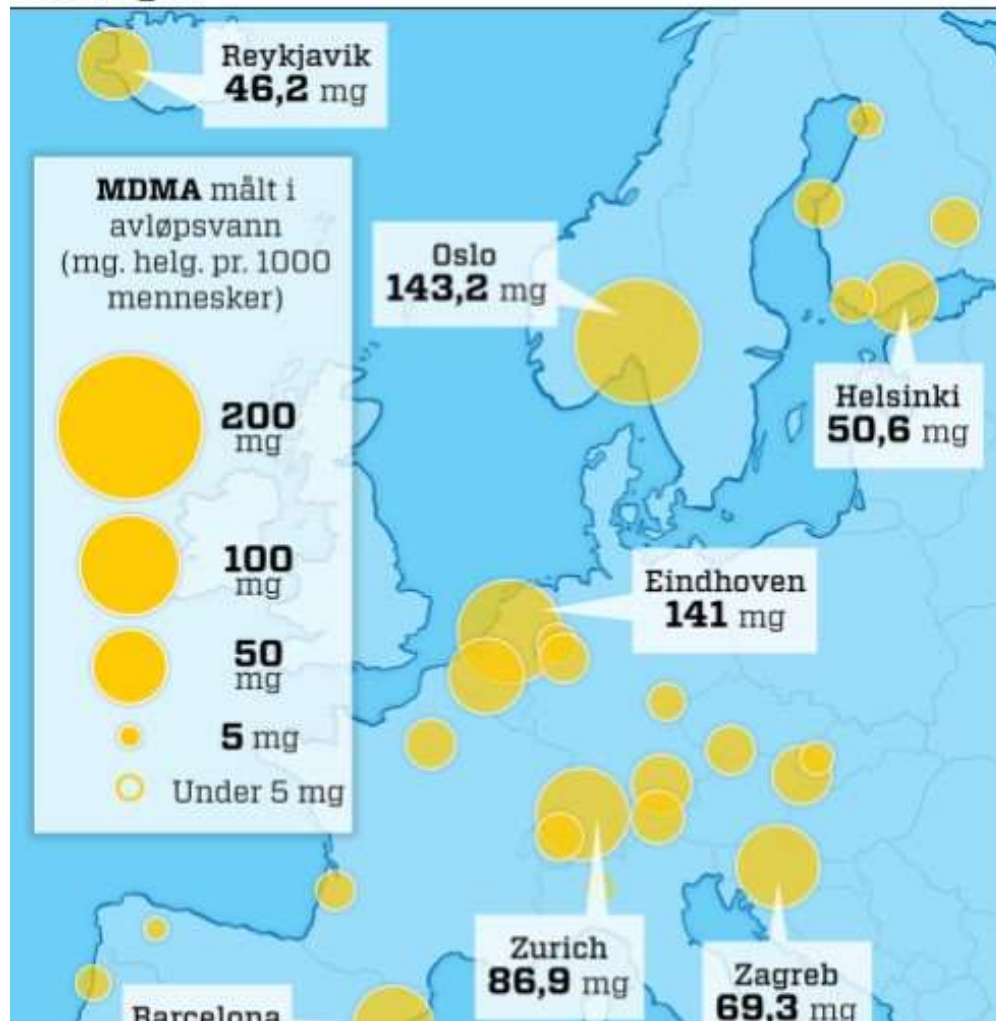 Reykjavik
46,2 mg
MDMA målt i
avløpsvann
(mg. helg. pr. 1000
mennesker)
200
mg
100
mg
50
mg
5 mg
Under 5 mg
Oslo
143,2 mg
Helsinki
50,6 mg
Eindhoven
141 mg
Zurich
86,9 mg
Zagreb
69,3 mg
Barcelona